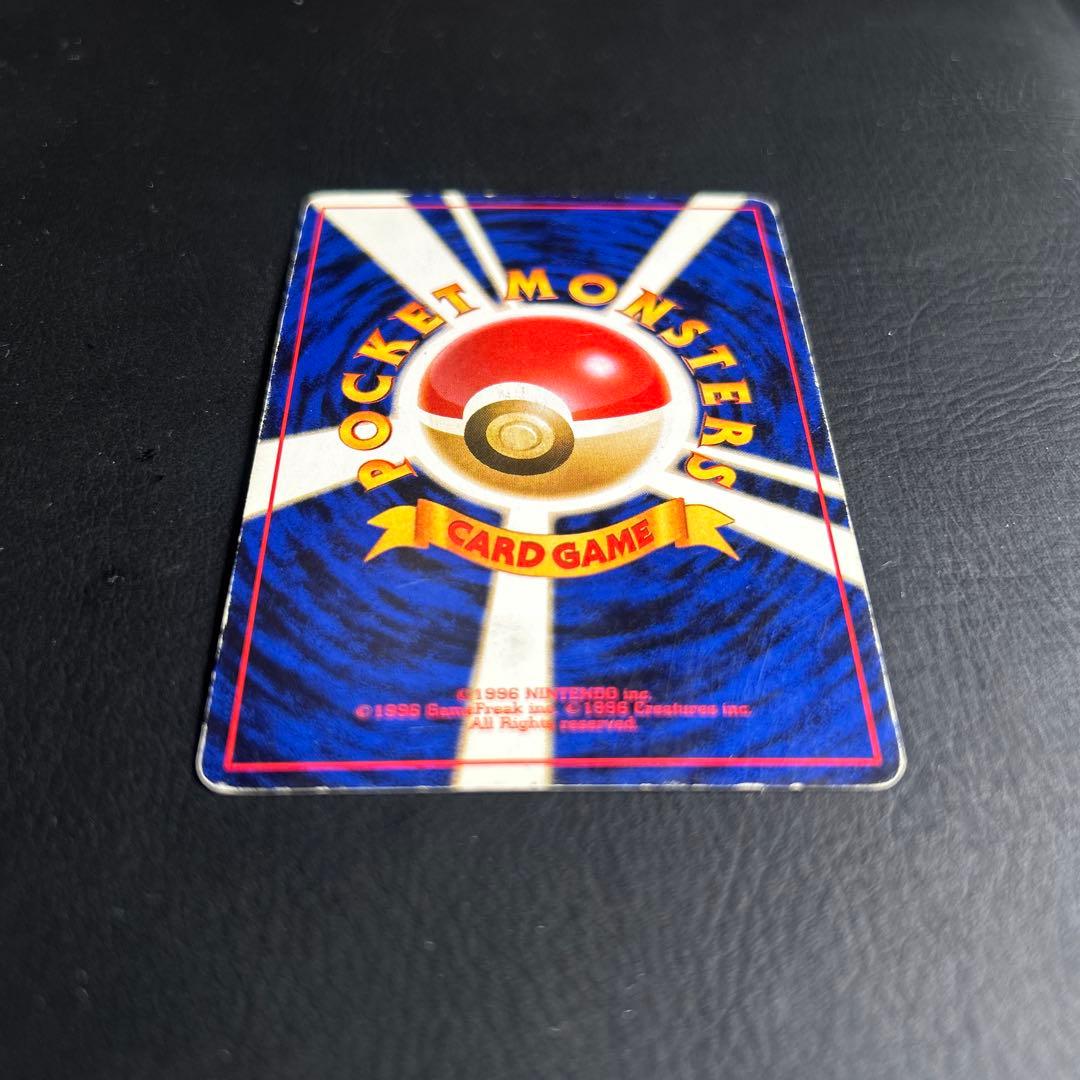 POCKET MONSTERS
CARD GAME
©1996 NINTENDO inc.
©1996 GameFreak inc. ©1996 Creatures inc.
All Rights reserved.